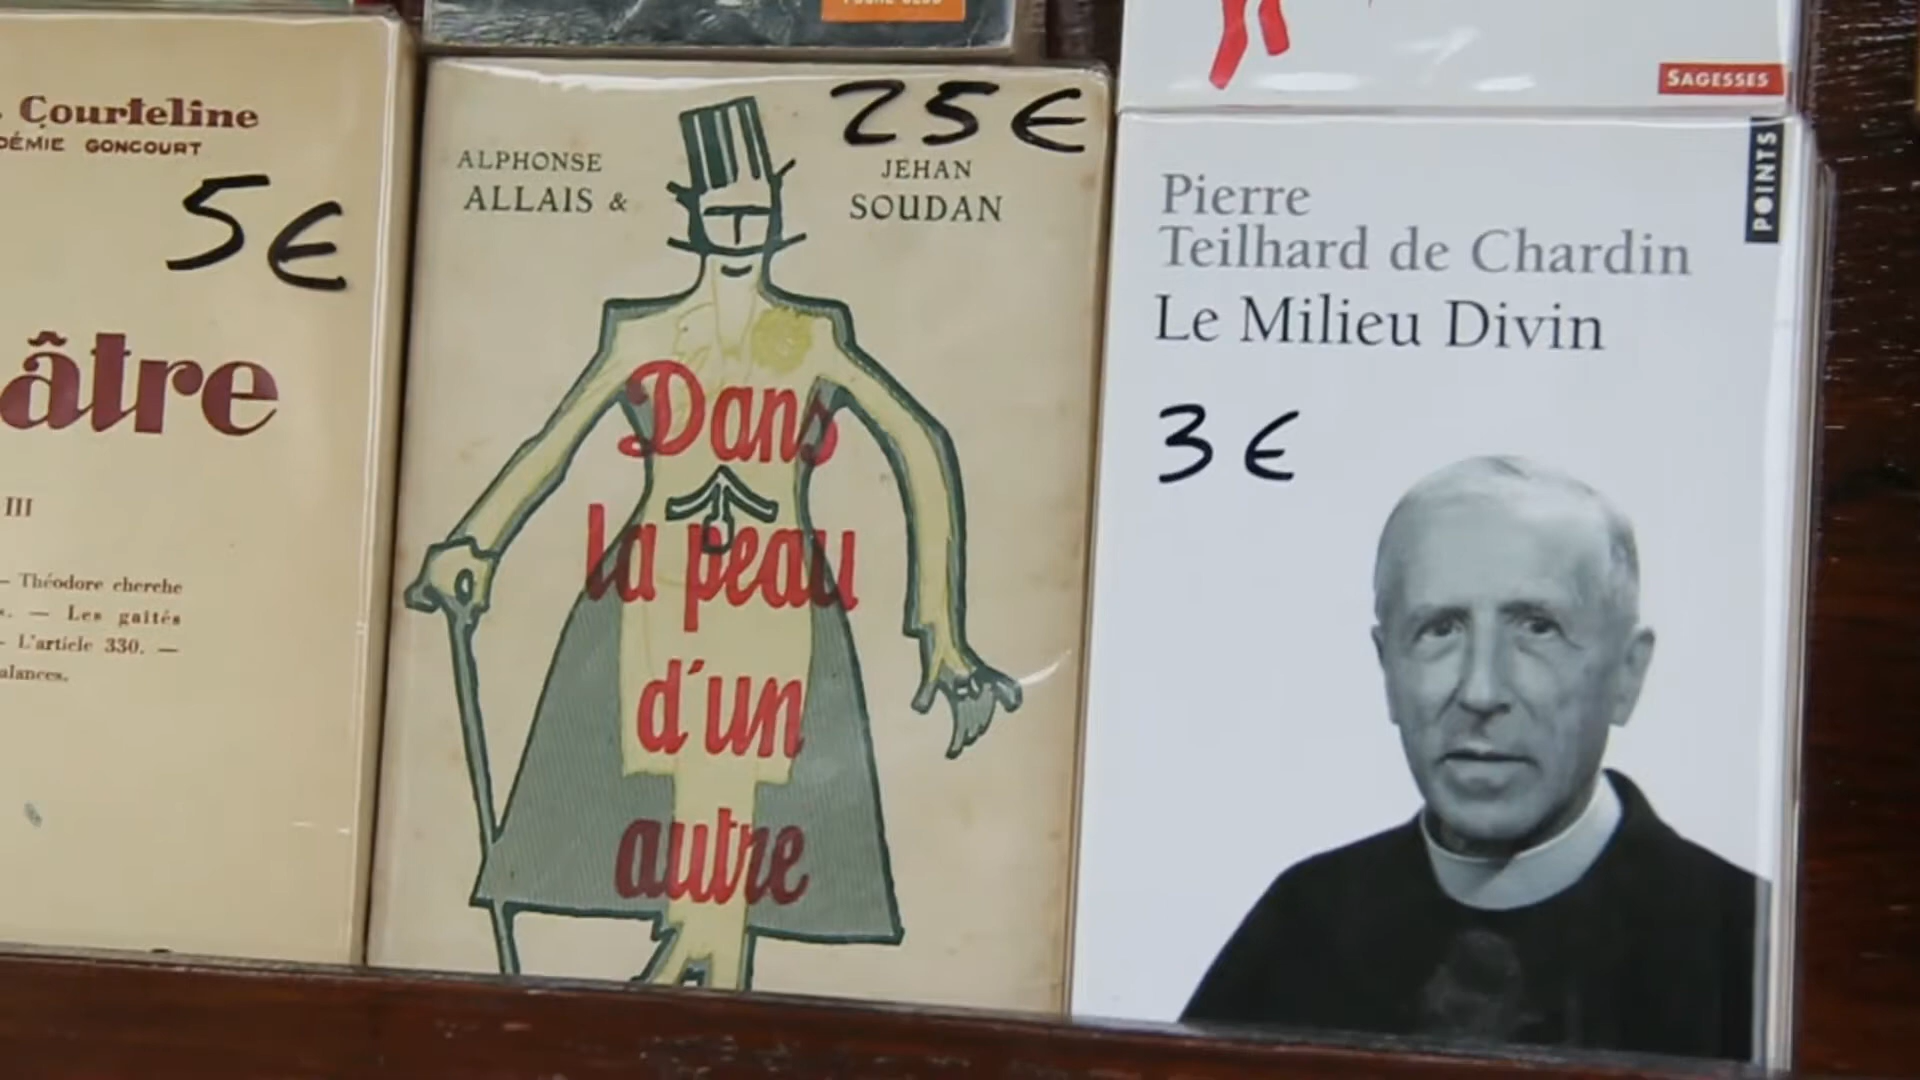 . Courteline
DÉMIE GONCOURT
5€
âtre
III
— Théodore cherche
s. — Les gaîtés
— L'article 330. —
alances.
25€
ALPHONSE
ALLAIS &
JEHAN
SOUDAN
Dans
la peau
d'un
autre
SAGESSES
POINTS
Pierre
Teilhard de Chardin
Le Milieu Divin
3€